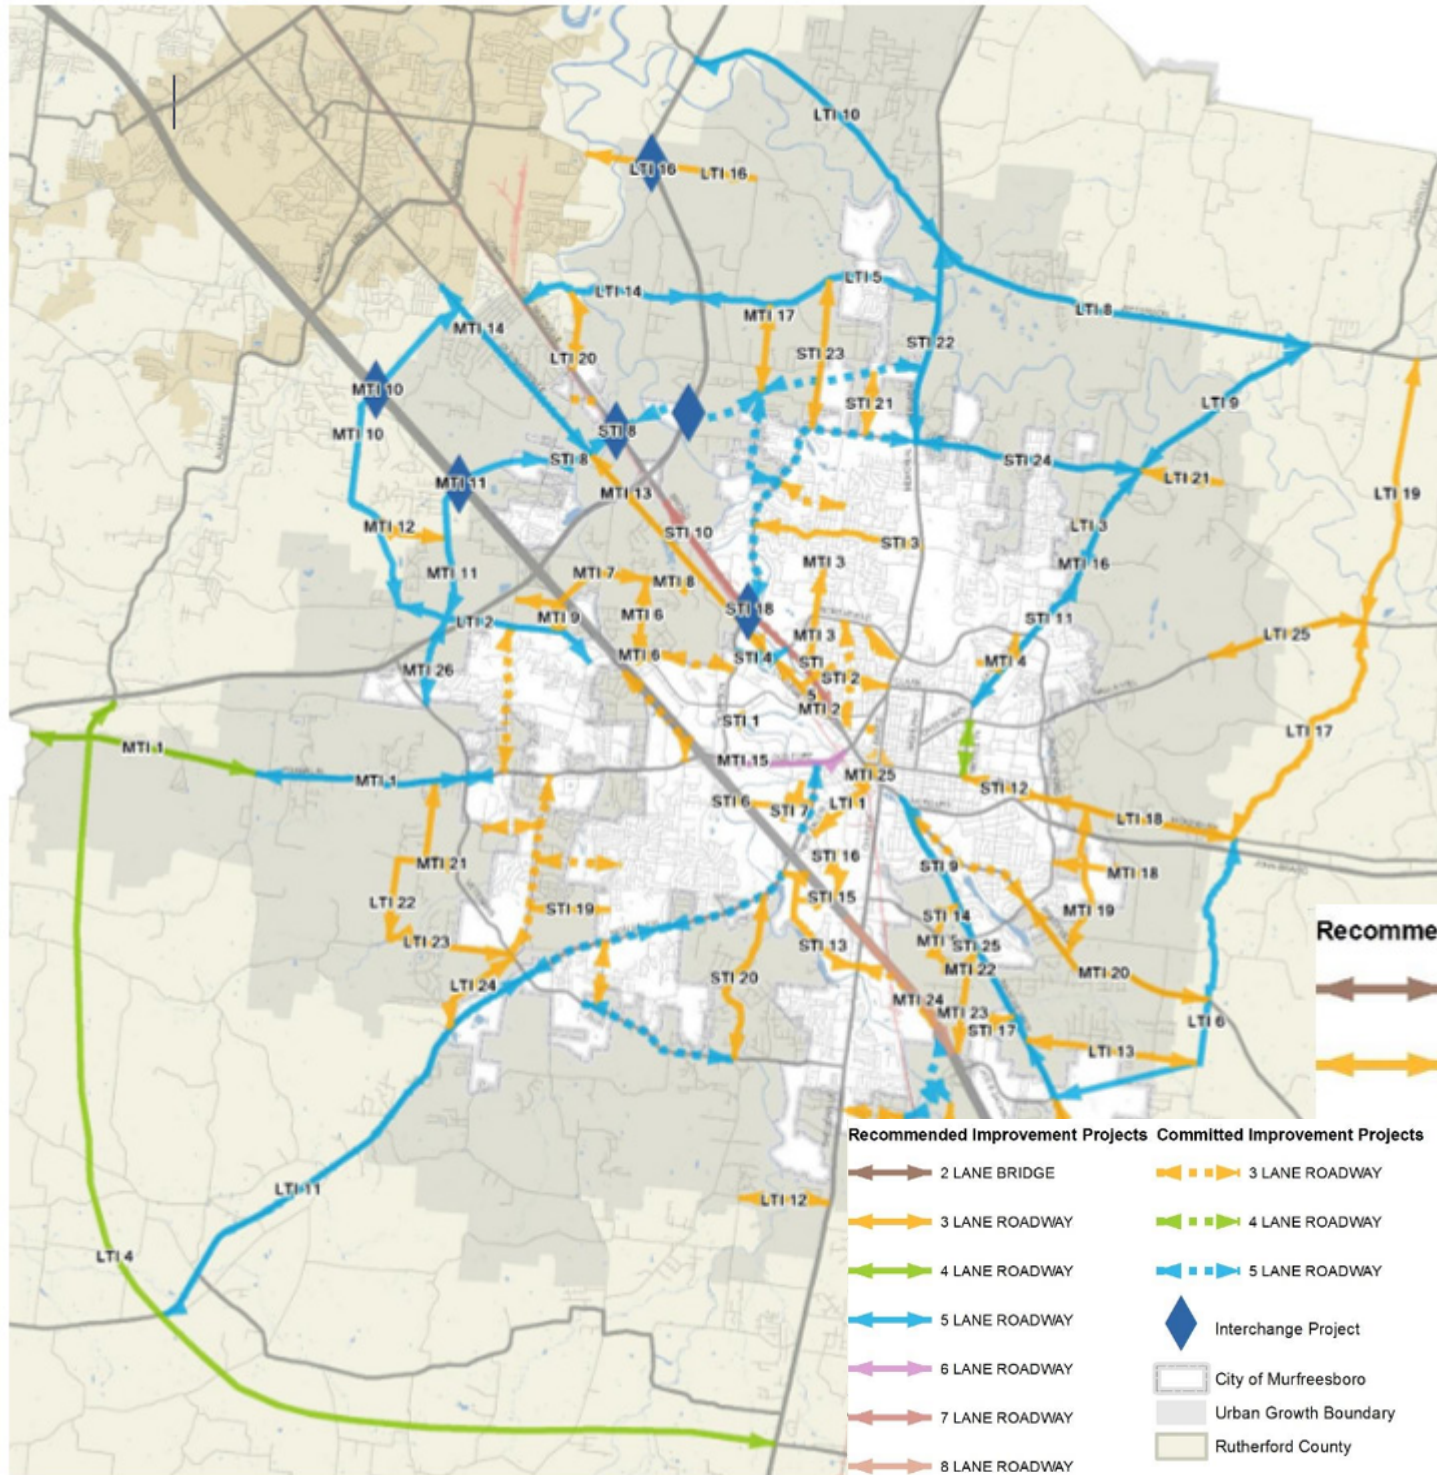 LTI 10
LTI 16
LTI 16
LTI 14
LTI 5
MTI 17
LTI 8
MTI 14
STI 22
LTI 20
STI 23
MTI 10
LTI 9
STI 21
MTI 10
STI 8
STI 8
STI 24
MTI 11
LTI 21
MTI 13
LTI 19
MTI 12
LTI 3
STI 10
STI 3
MTI 3
MTI 16
MTI 11
MTI 7
MTI 8
STI 18
MTI 6
MTI 9
LTI 2
STI 11
MTI 3
LTI 25
MTI 6
STI 4
STI
MTI 4
MTI 26
STI 2
5
MTI 2
STI 1
LTI 17
MTI 1
MTI 15
MTI 25
MTI 1
STI 12
STI 6
STI 7
LTI 1
LTI 18
STI 16
MTI 21
STI 9
MTI 18
STI 15
LTI 22
STI 19
STI 14
MTI 19
LTI 23
STI 13
STI 25
MTI 22
MTI 20
STI 20
LTI 24
MTI 24
MTI 23
LTI 6
STI 17
LTI 13
LTI 11
LTI 12
LTI 4
Recomme
Recommended Improvement Projects
2 LANE BRIDGE
3 LANE ROADWAY
4 LANE ROADWAY
5 LANE ROADWAY
6 LANE ROADWAY
7 LANE ROADWAY
8 LANE ROADWAY
Committed Improvement Projects
3 LANE ROADWAY
4 LANE ROADWAY
5 LANE ROADWAY
Interchange Project
City of Murfreesboro
Urban Growth Boundary
Rutherford County